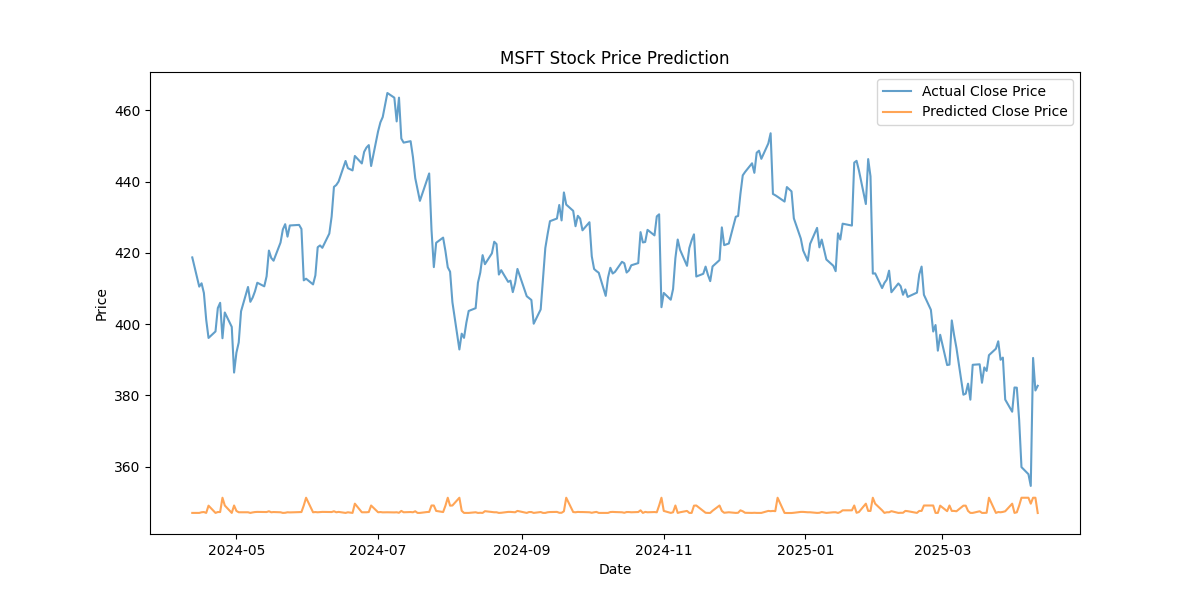 MSFT Stock Price Prediction
Actual Close Price
Predicted Close Price
460
440
420
400
380
360
Price
2024-05 2024-07 2024-09 2024-11 2025-01 2025-03
Date